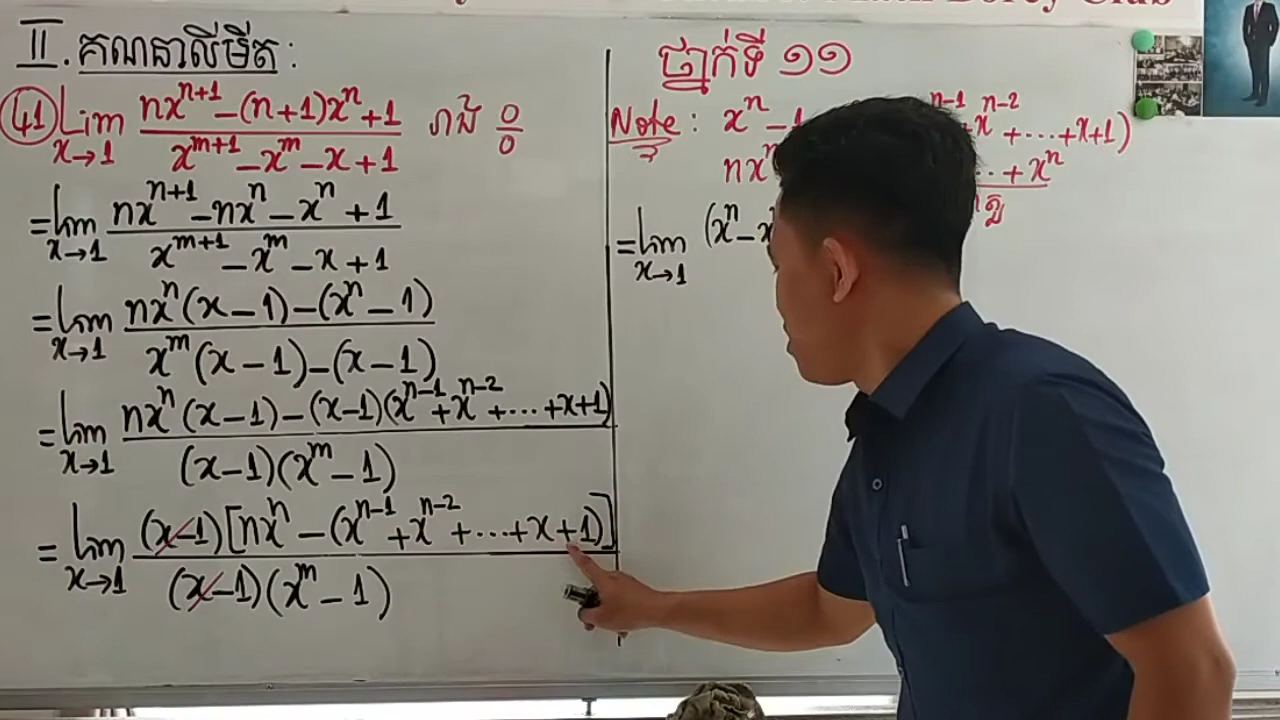 II. គណនាលីមីត :
41 Lim x→1 (nx^{n+1} – (n+1)x^n + 1) / (x^{m+1} – x^m – x + 1) រាង 0/0
= lim x→1 (nx^{n+1} – nx^n – x^n + 1) / (x^{m+1} – x^m – x + 1)
= lim x→1 (nx^n (x – 1) – (x^n – 1)) / (x^m (x – 1) – (x – 1))
= lim x→1 (nx^n (x – 1) – (x – 1)(x^{n-1} + x^{n-2} + ... + x + 1)) / ((x – 1)(x^m – 1))
= lim x→1 ((x – 1)[nx^n – (x^{n-1} + x^{n-2} + ... + x + 1)]) / ((x – 1)(x^m – 1))
ថ្នាក់ទី ១១
Note : x^n – 1 ^{n-1} + x^{n-2} + ... + x + 1)
nx^n .. + x^n
= lim x→1 (x^n – x